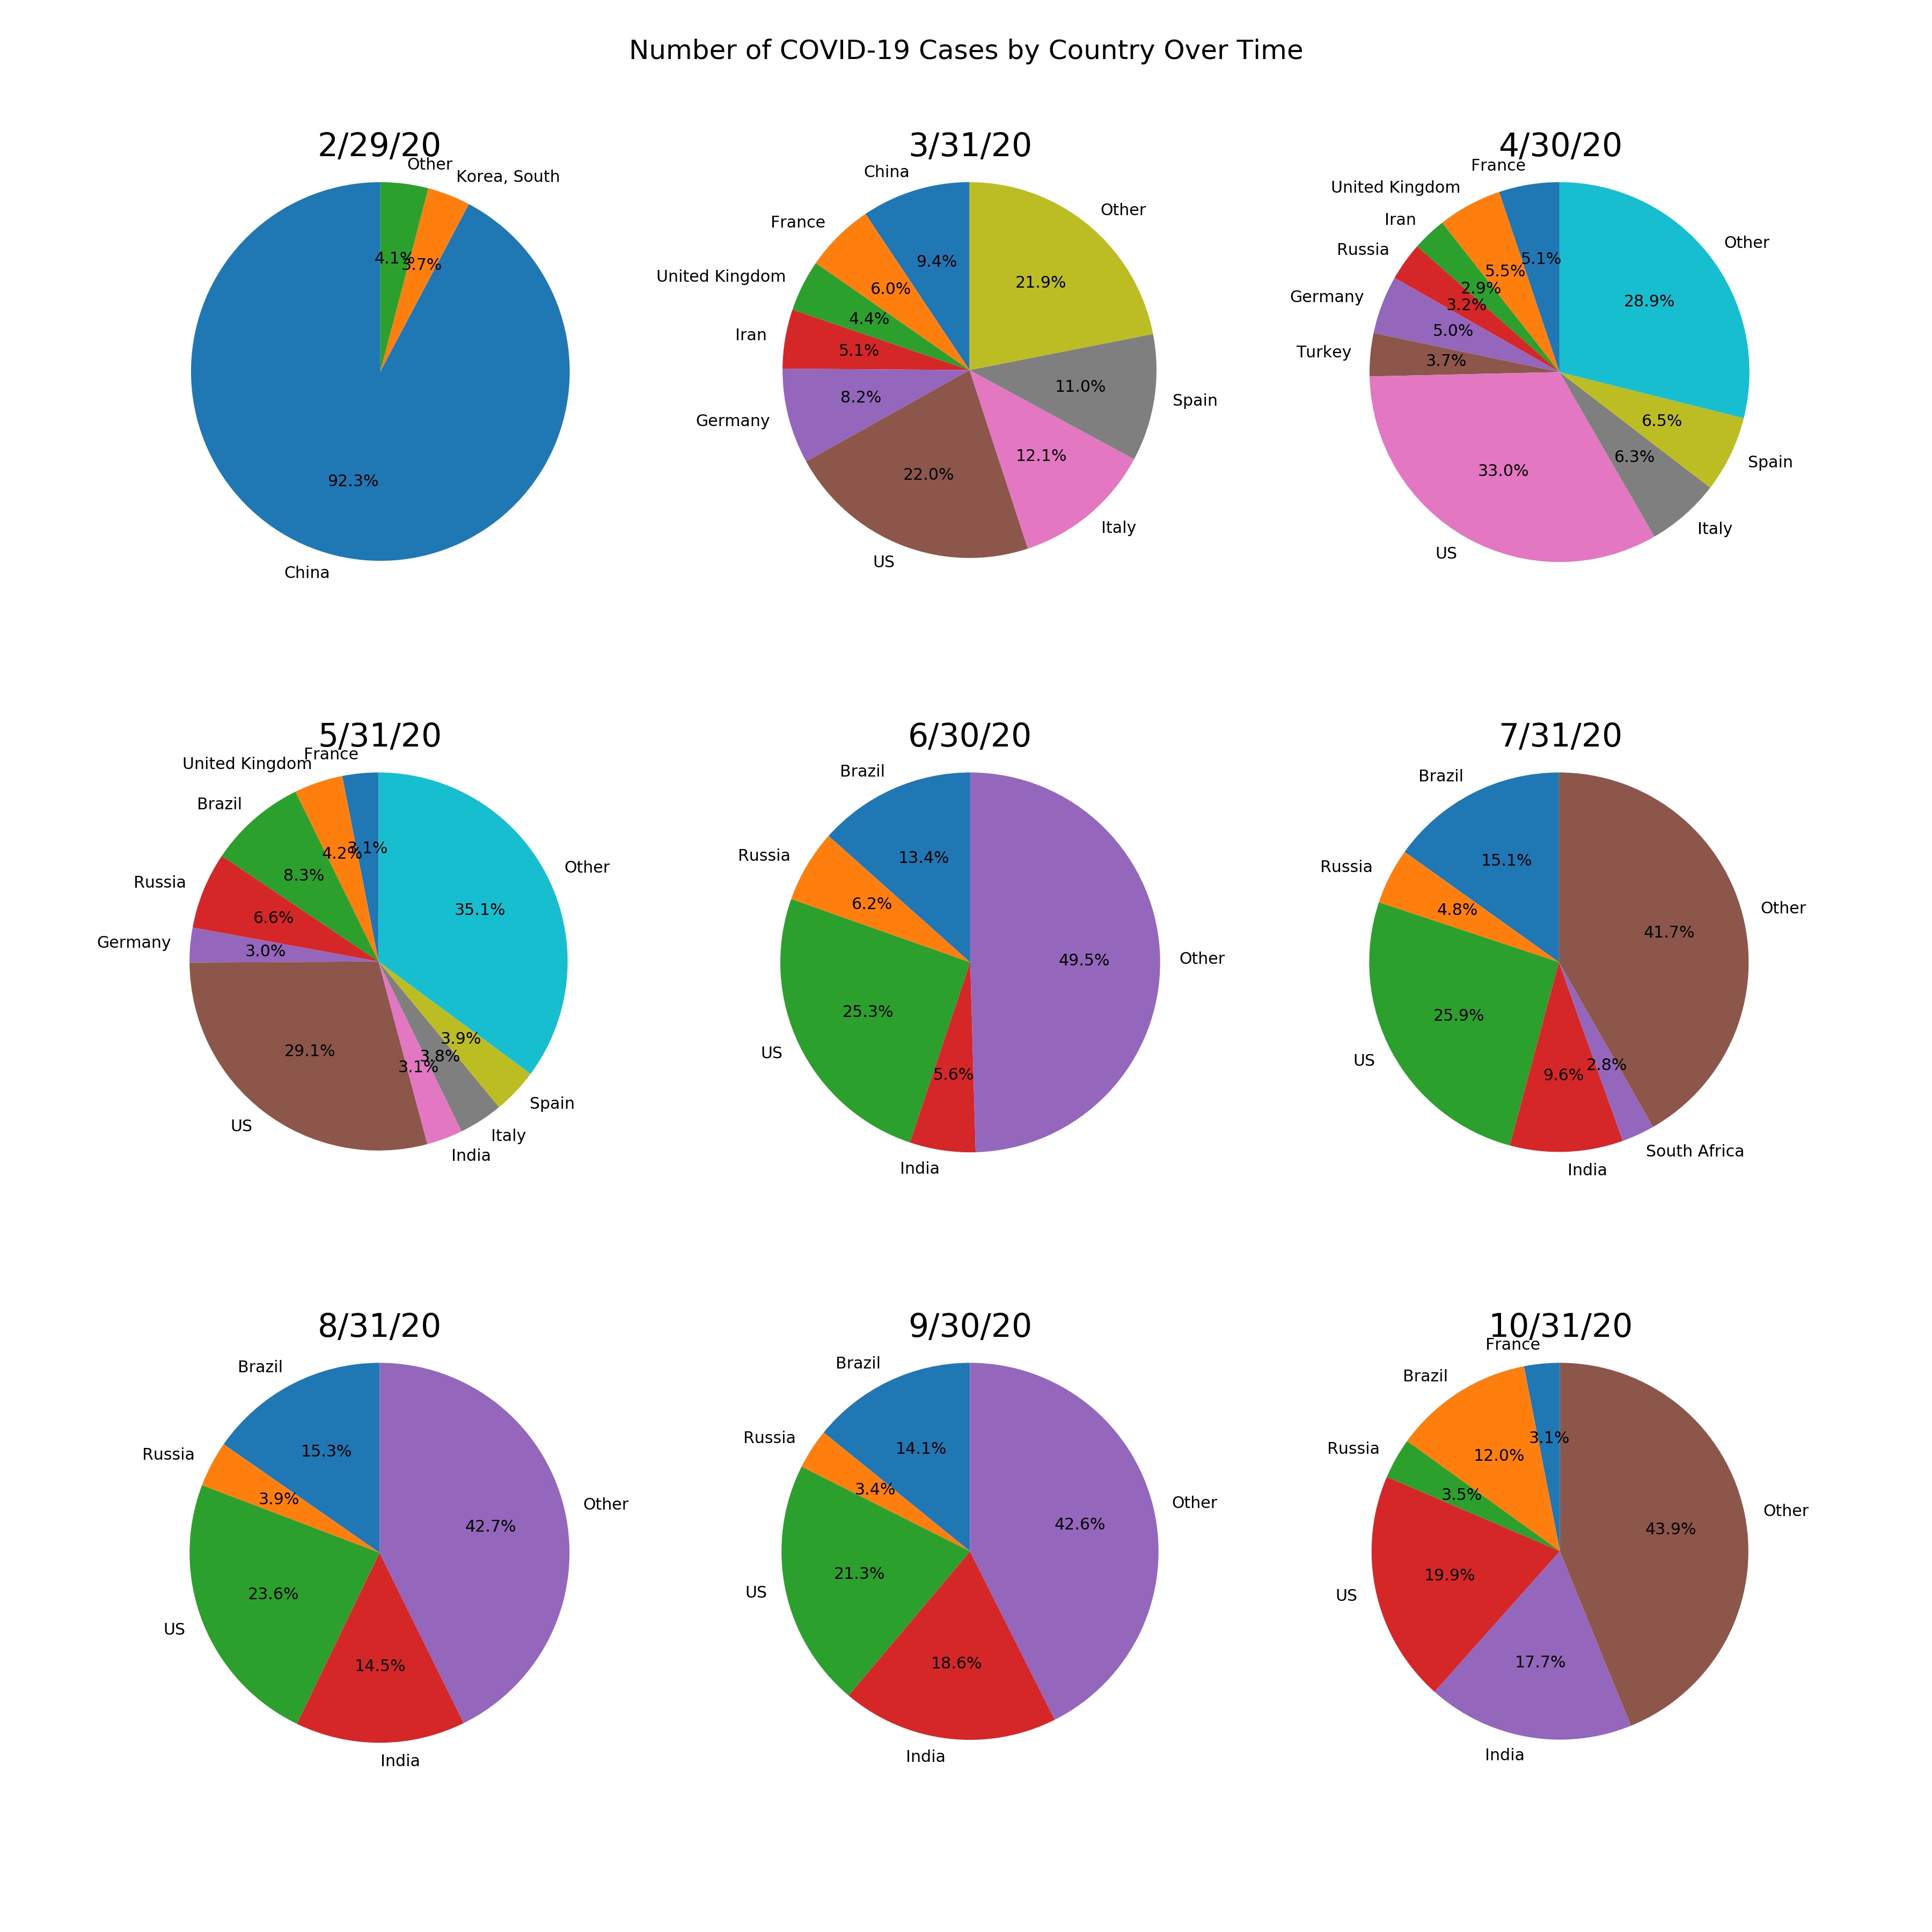 Number of COVID-19 Cases by Country Over Time
2/29/20
Other
Korea, South
4.1%
3.7%
92.3%
China
3/31/20
China
France
United Kingdom
Iran
Germany
US
Italy
Spain
Other
9.4%
6.0%
4.4%
5.1%
8.2%
22.0%
12.1%
11.0%
21.9%
4/30/20
France
United Kingdom
Iran
Russia
Germany
Turkey
US
Italy
Spain
Other
5.1%
5.5%
2.9%
3.2%
5.0%
3.7%
33.0%
6.3%
6.5%
28.9%
5/31/20
France
United Kingdom
Brazil
Russia
Germany
US
India
Italy
Spain
Other
3.1%
4.2%
8.3%
6.6%
3.0%
29.1%
3.1%
3.8%
3.9%
35.1%
6/30/20
Brazil
Russia
US
India
Other
13.4%
6.2%
25.3%
5.6%
49.5%
7/31/20
Brazil
Russia
US
India
South Africa
Other
15.1%
4.8%
25.9%
9.6%
2.8%
41.7%
8/31/20
Brazil
Russia
US
India
Other
15.3%
3.9%
23.6%
14.5%
42.7%
9/30/20
Brazil
Russia
US
India
Other
14.1%
3.4%
21.3%
18.6%
42.6%
10/31/20
France
Brazil
Russia
US
India
Other
3.1%
12.0%
3.5%
19.9%
17.7%
43.9%